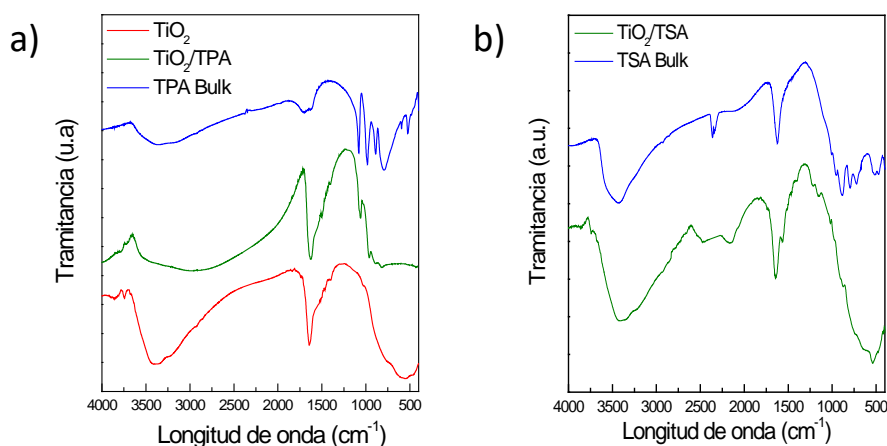 a)
TiO2
TiO2/TPA
TPA Bulk
Tramitancia (u.a)
4000 3500 3000 2500 2000 1500 1000 500
Longitud de onda (cm-1)
b)
TiO2/TSA
TSA Bulk
Tramitancia (a.u.)
4000 3500 3000 2500 2000 1500 1000 500
Longitud de onda (cm-1)